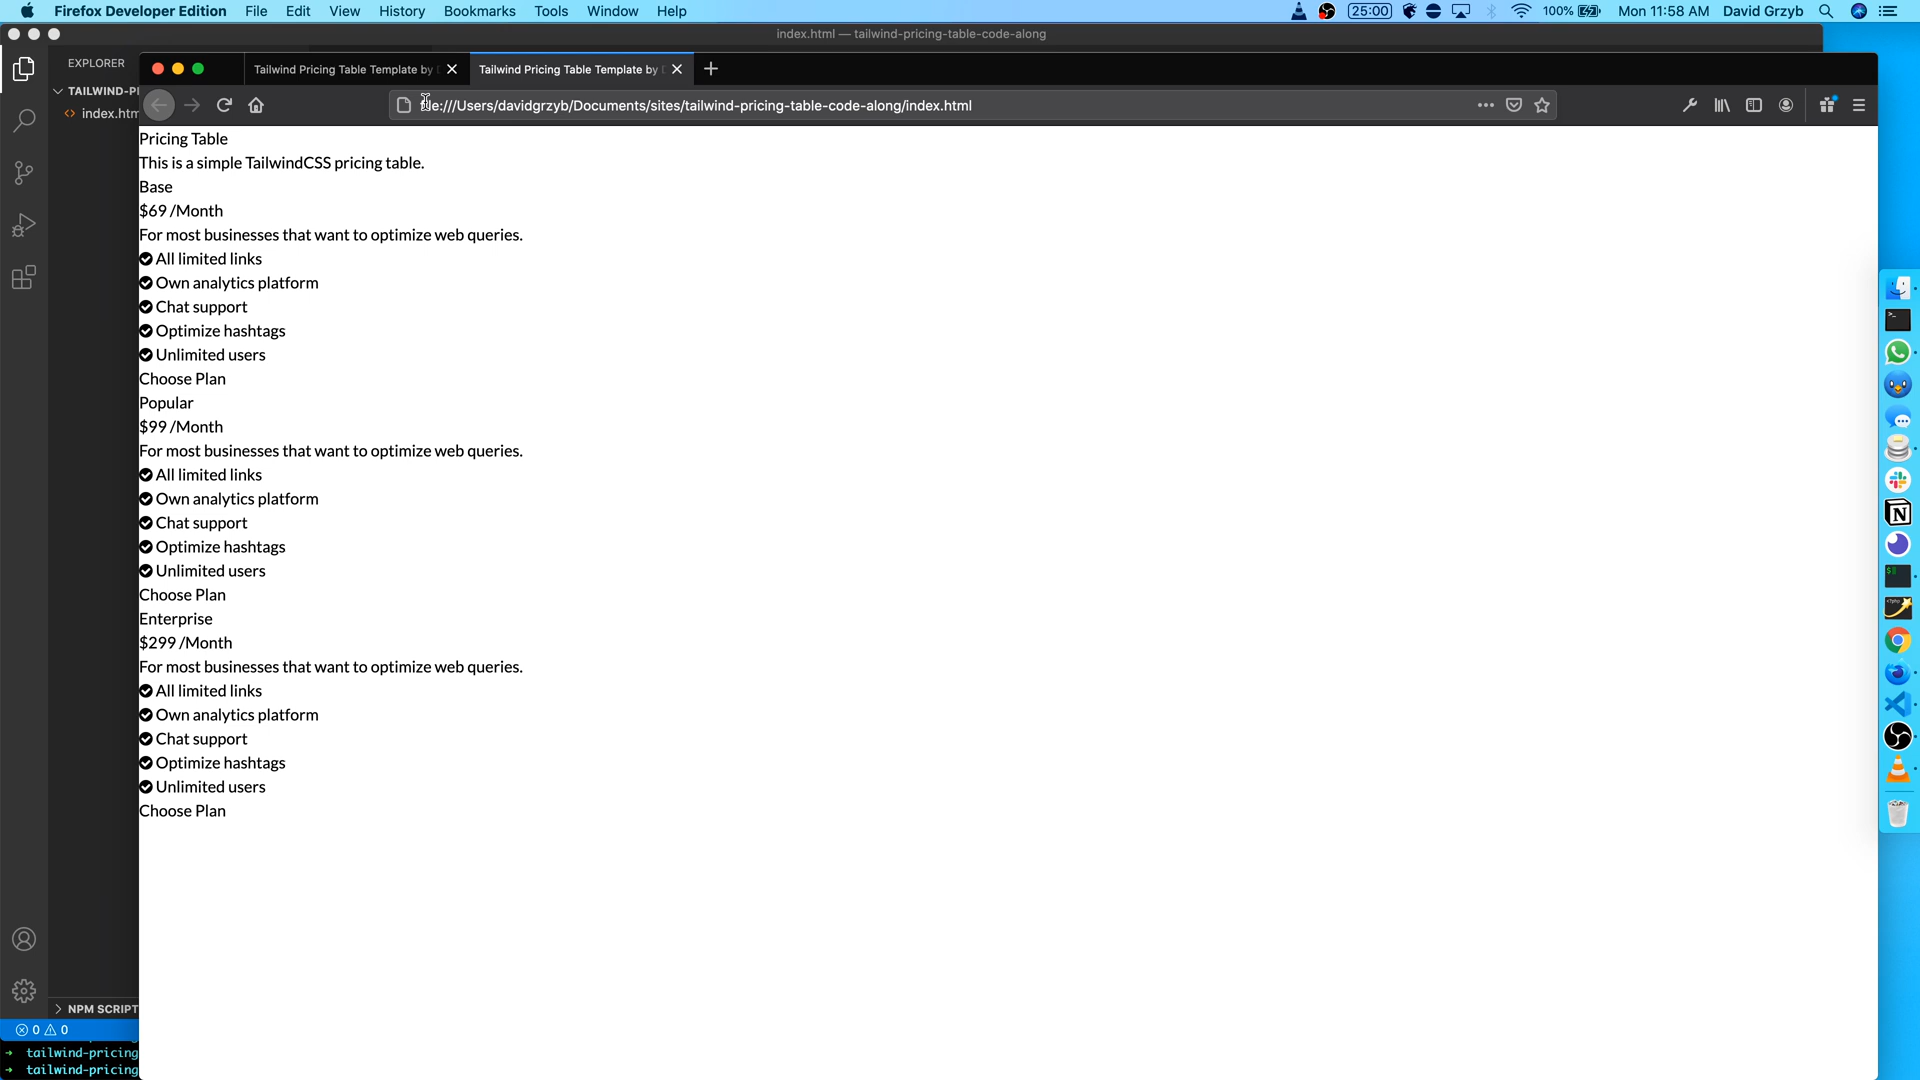 Firefox Developer Edition File Edit View History Bookmarks Tools Window Help 25:00 100% Mon 11:58 AM David Grzyb
index.html — tailwind-pricing-table-code-along
EXPLORER
Tailwind Pricing Table Template by
Tailwind Pricing Table Template by
TAILWIND-P
index.htm
file:///Users/davidgrzyb/Documents/sites/tailwind-pricing-table-code-along/index.html
Pricing Table
This is a simple TailwindCSS pricing table.
Base
$69 /Month
For most businesses that want to optimize web queries.
All limited links
Own analytics platform
Chat support
Optimize hashtags
Unlimited users
Choose Plan
Popular
$99 /Month
For most businesses that want to optimize web queries.
All limited links
Own analytics platform
Chat support
Optimize hashtags
Unlimited users
Choose Plan
Enterprise
$299 /Month
For most businesses that want to optimize web queries.
All limited links
Own analytics platform
Chat support
Optimize hashtags
Unlimited users
Choose Plan
NPM SCRIPT
0 0
tailwind-pricing
tailwind-pricing